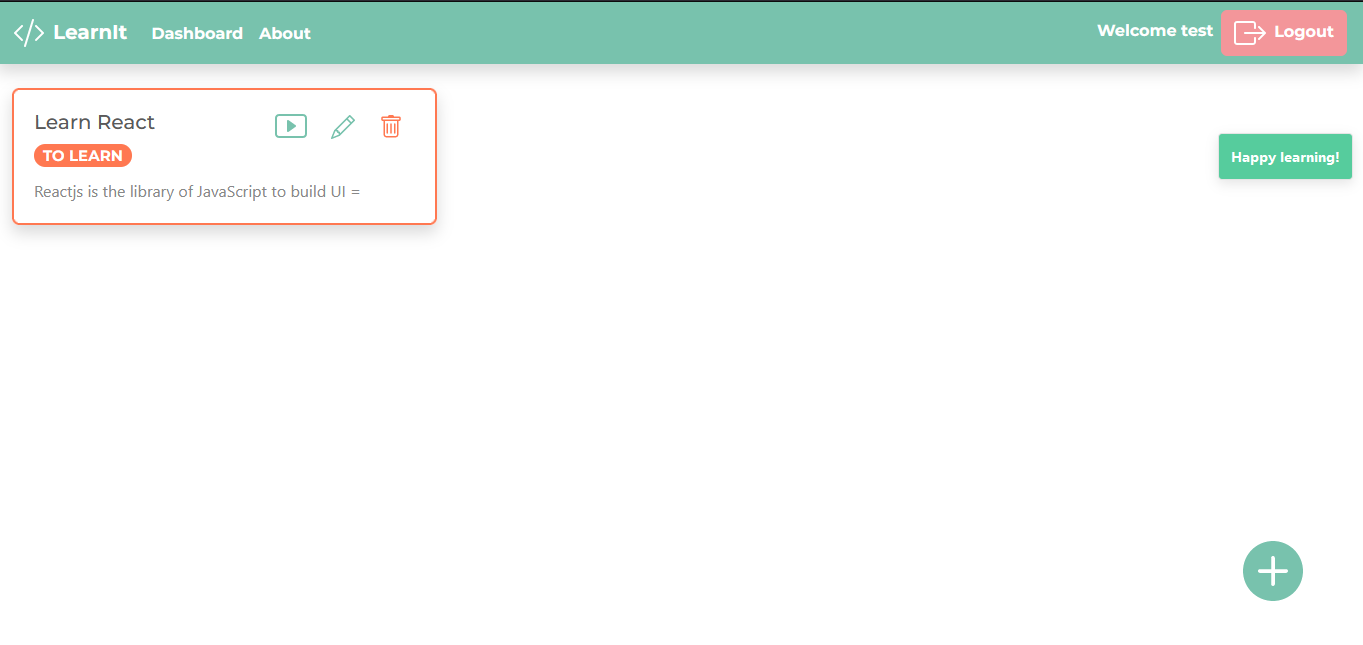 LearnIt Dashboard About Welcome test Logout
Learn React
TO LEARN
Reactjs is the library of JavaScript to build UI =
Happy learning!